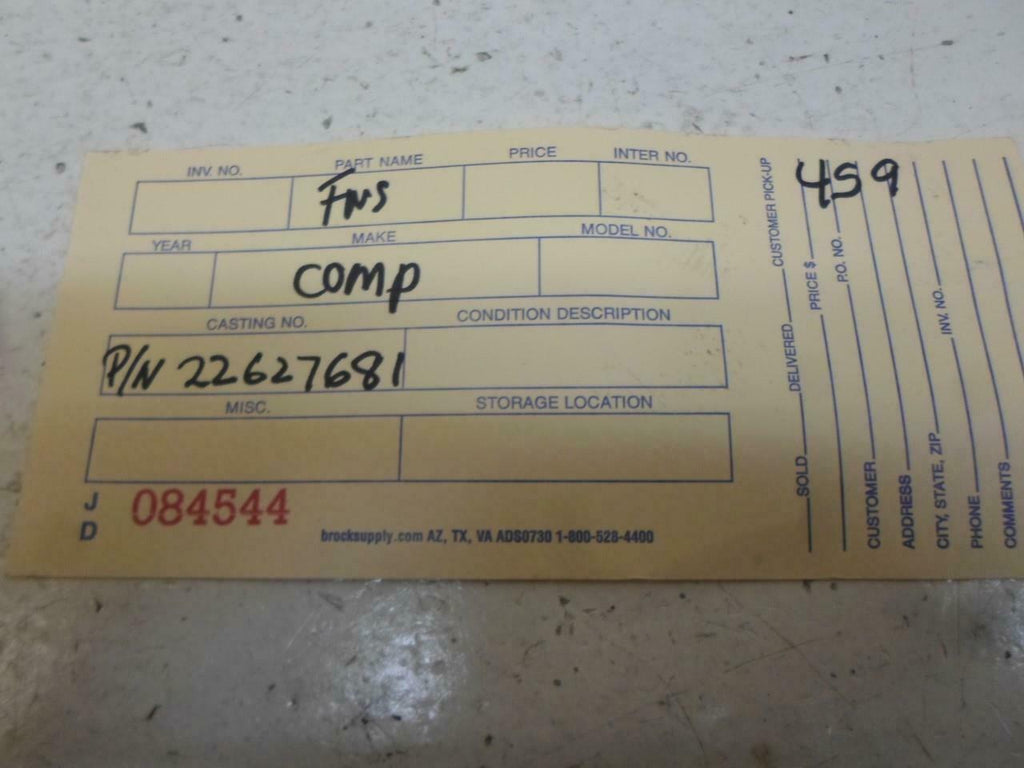 INV. NO. PART NAME PRICE INTER NO.
FNS
YEAR MAKE MODEL NO.
COMP
CASTING NO. CONDITION DESCRIPTION
P/N 22627681
MISC. STORAGE LOCATION
J
D
084544
brocksupply.com AZ, TX, VA ADS0730 1-800-528-4400
459
SOLD DELIVERED CUSTOMER PICK-UP
PRICE $ P.O. NO.
CUSTOMER
ADDRESS
CITY, STATE, ZIP INV. NO.
PHONE
COMMENTS